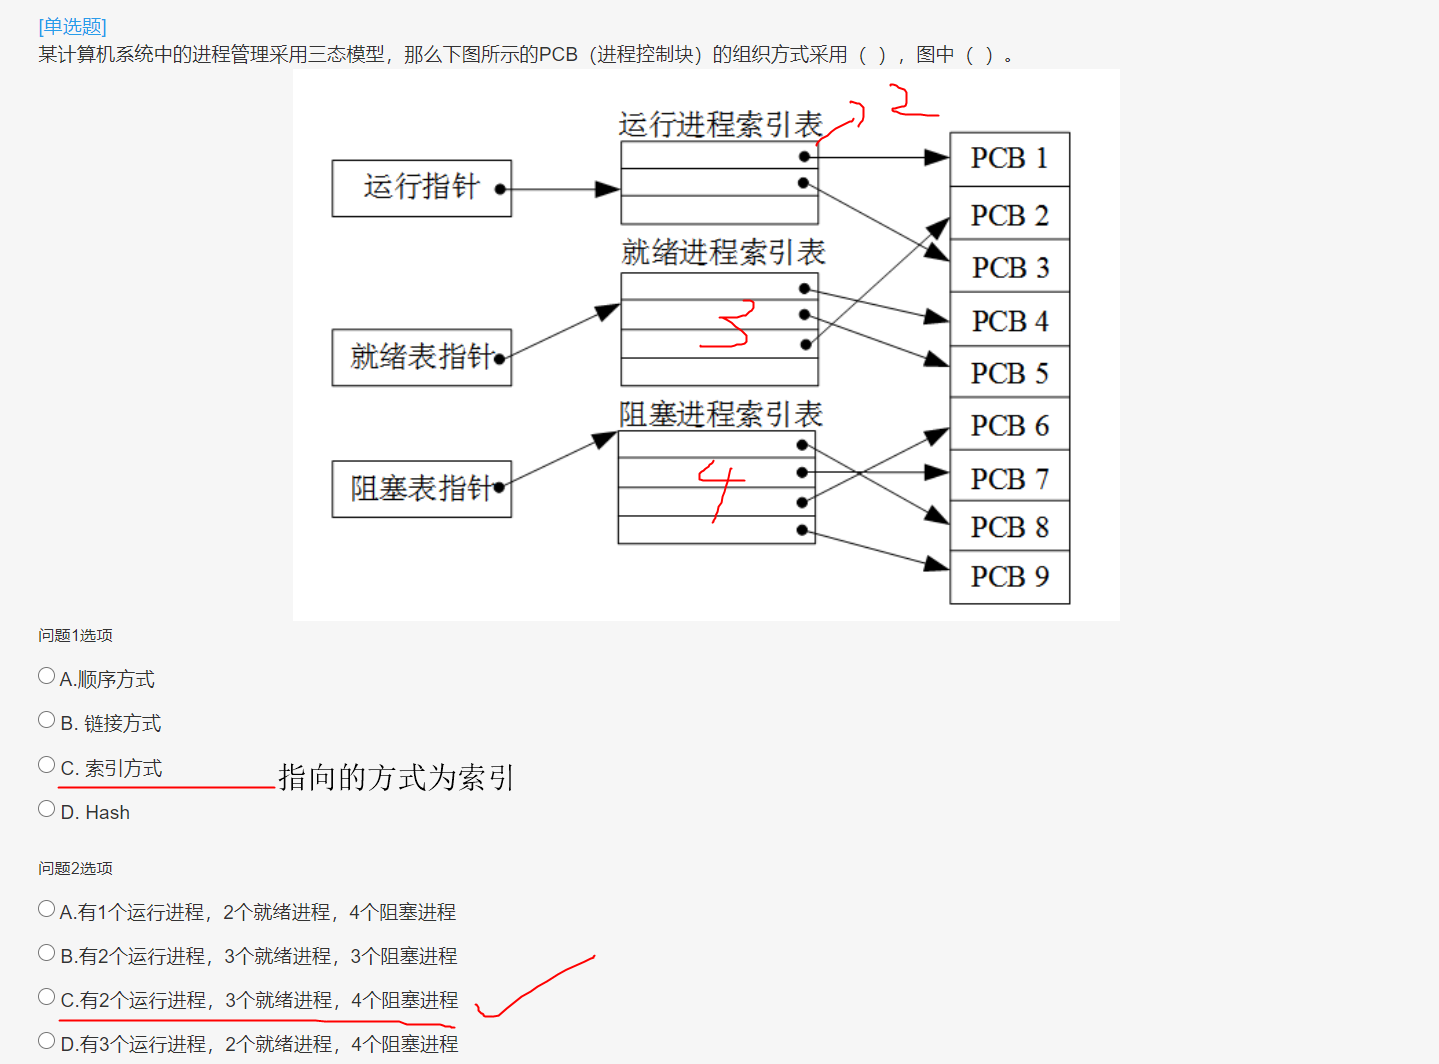 [单选题]
某计算机系统中的进程管理采用三态模型，那么下图所示的PCB（进程控制块）的组织方式采用（ ），图中（ ）。
2
运行进程索引表
运行指针
PCB 1
PCB 2
就绪进程索引表
PCB 3
3
PCB 4
就绪表指针
PCB 5
阻塞进程索引表
PCB 6
4
阻塞表指针
PCB 7
PCB 8
PCB 9
问题1选项
A.顺序方式
B. 链接方式
C. 索引方式
指向的方式为索引
D. Hash
问题2选项
A.有1个运行进程，2个就绪进程，4个阻塞进程
B.有2个运行进程，3个就绪进程，3个阻塞进程
C.有2个运行进程，3个就绪进程，4个阻塞进程
D.有3个运行进程，2个就绪进程，4个阻塞进程